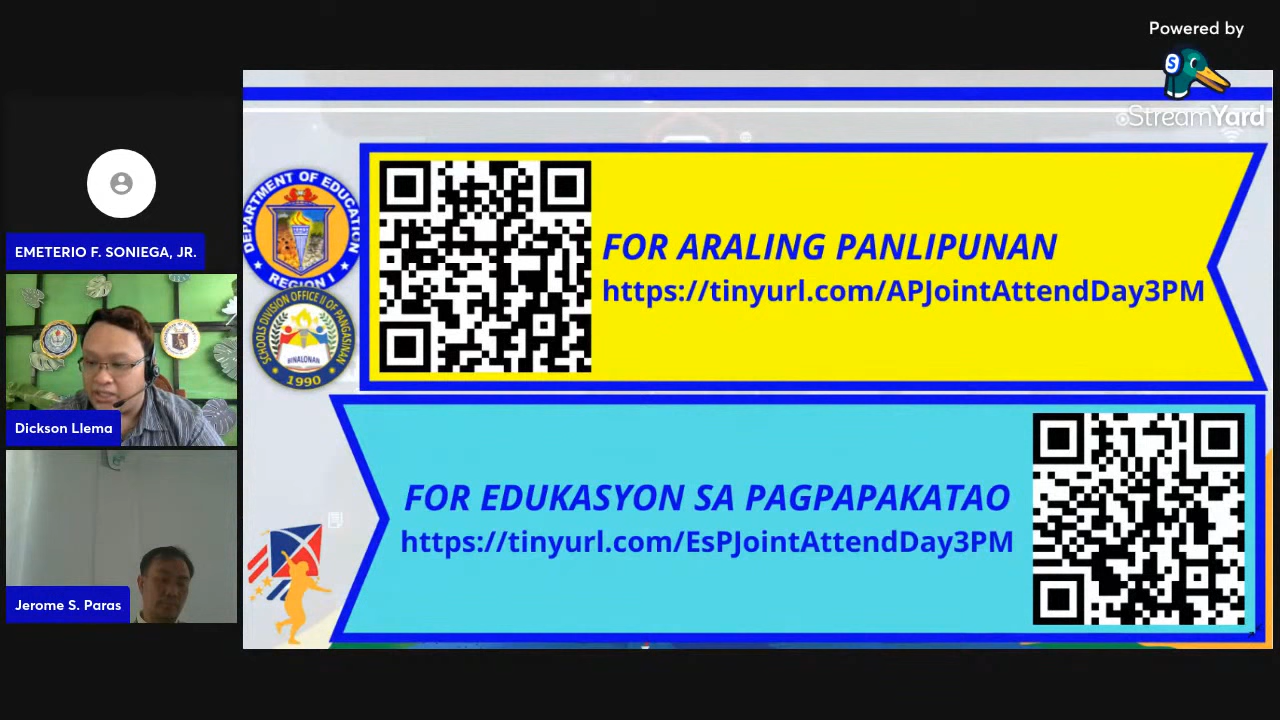 Powered by
S
StreamYard
EMETERIO F. SONIEGA, JR.
Dickson Llema
Jerome S. Paras
DEPARTMENT OF EDUCATION
REGION I
SCHOOLS DIVISION OFFICE II OF PANGASINAN
BINALONAN
1990
FOR ARALING PANLIPUNAN
https://tinyurl.com/APJointAttendDay3PM
FOR EDUKASYON SA PAGPAPAKATAO
https://tinyurl.com/EsPJointAttendDay3PM